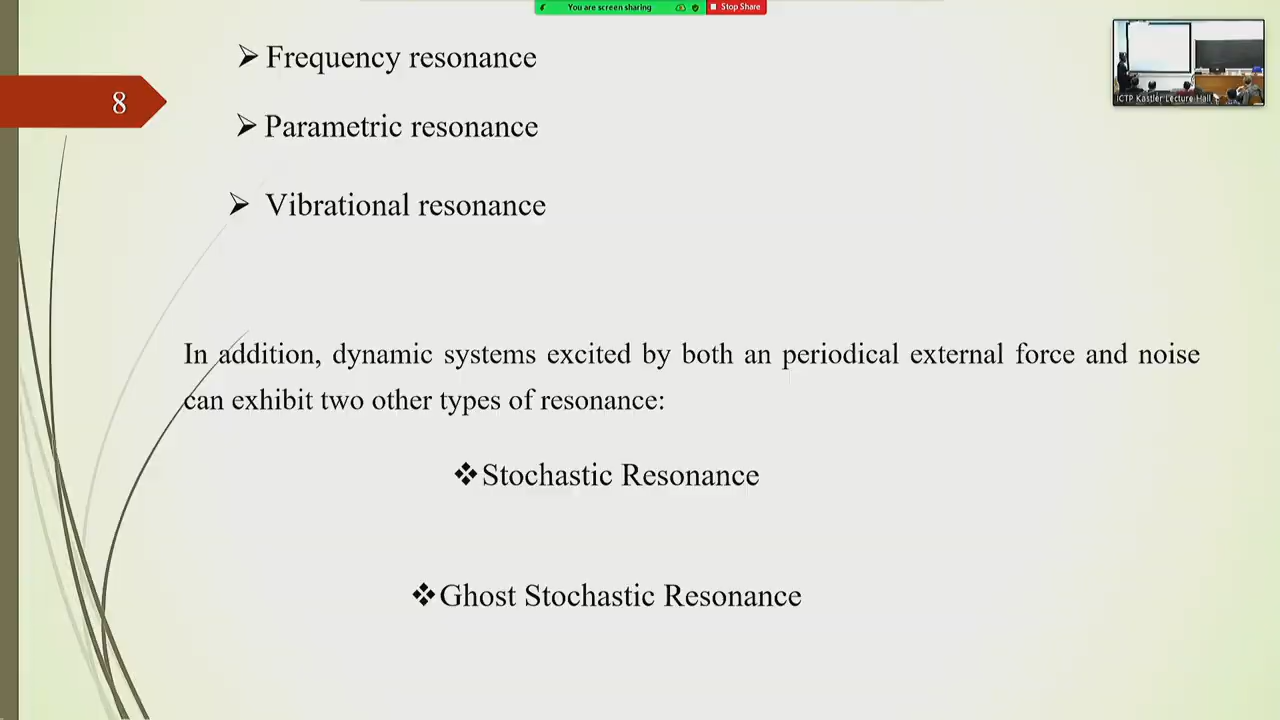 You are screen sharing
Stop Share
Frequency resonance
8
Parametric resonance
Vibrational resonance
ICTP Kastler Lecture Hall
In addition, dynamic systems excited by both an periodical external force and noise
can exhibit two other types of resonance:
Stochastic Resonance
Ghost Stochastic Resonance